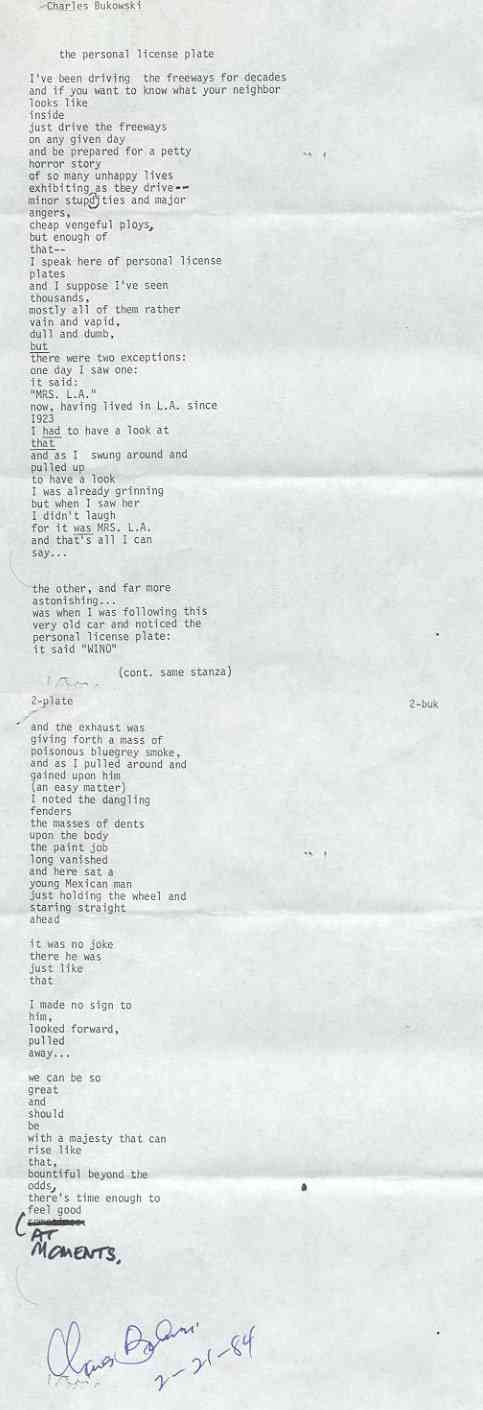 Charles Bukowski
the personal license plate
I've been driving the freeways for decades
and if you want to know what your neighbor
looks like
inside
just drive the freeways
on any given day
and be prepared for a petty
horror story
of so many unhappy lives
exhibiting as they drive--
minor stupdities and major
angers,
cheap vengeful ploys,
but enough of
that--
I speak here of personal license
plates
and I suppose I've seen
thousands,
mostly all of them rather
vain and vapid,
dull and dumb,
but
there were two exceptions:
one day I saw one:
it said:
"MRS. L.A."
now, having lived in L.A. since
1923
I had to have a look at
that
and as I swung around and
pulled up
to have a look
I was already grinning
but when I saw her
I didn't laugh
for it was MRS. L.A.
and that's all I can
say...
the other, and far more
astonishing...
was when I was following this
very old car and noticed the
personal license plate:
it said "WINO"
(cont. same stanza)
2-plate 2-buk
and the exhaust was
giving forth a mass of
poisonous bluegrey smoke,
and as I pulled around and
gained upon him
(an easy matter)
I noted the dangling
fenders
the masses of dents
upon the body
the paint job
long vanished
and here sat a
young Mexican man
just holding the wheel and
staring straight
ahead
it was no joke
there he was
just like
that
I made no sign to
him,
looked forward,
pulled
away...
we can be so
great
and
should
be
with a majesty that can
rise like
that,
bountiful beyond the
odds,
there's time enough to
feel good
AT
MOMENTS.
Charles Bukowski
2-21-84